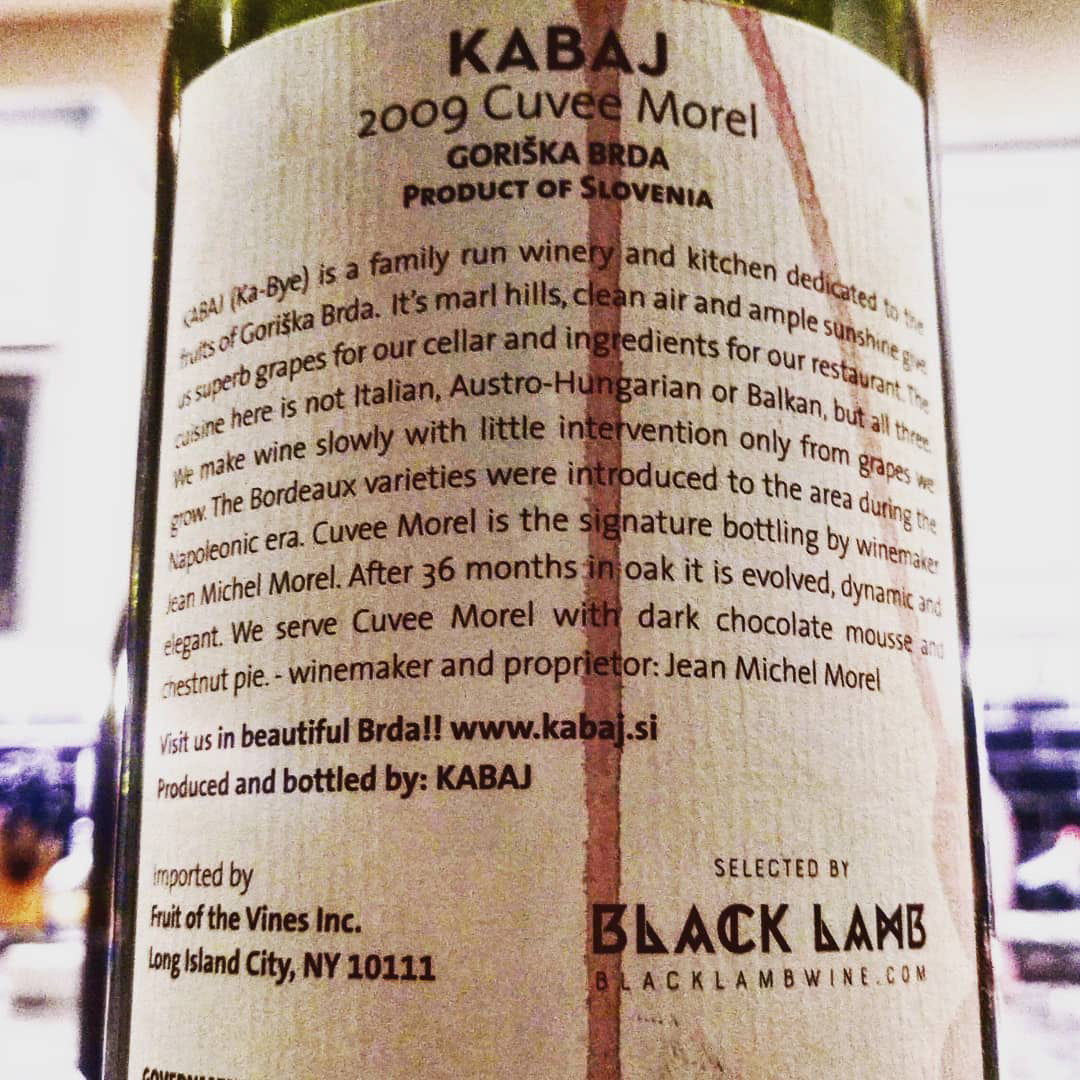 KABAJ
2009 Cuvee Morel
GORIŠKA BRDA
PRODUCT OF SLOVENIA
KABAJ (Ka-Bye) is a family run winery and kitchen dedicated to the
fruits of Goriška Brda. It's marl hills, clean air and ample sunshine give
us superb grapes for our cellar and ingredients for our restaurant. The
cuisine here is not Italian, Austro-Hungarian or Balkan, but all three.
We make wine slowly with little intervention only from grapes we
grow. The Bordeaux varieties were introduced to the area during the
Napoleonic era. Cuvee Morel is the signature bottling by winemaker
Jean Michel Morel. After 36 months in oak it is evolved, dynamic and
elegant. We serve Cuvee Morel with dark chocolate mousse and
chestnut pie. - winemaker and proprietor: Jean Michel Morel
Visit us in beautiful Brda!! www.kabaj.si
Produced and bottled by: KABAJ
Imported by
Fruit of the Vines Inc.
Long Island City, NY 10111
SELECTED BY
BLACK LAMB
BLACKLAMBWINE.COM